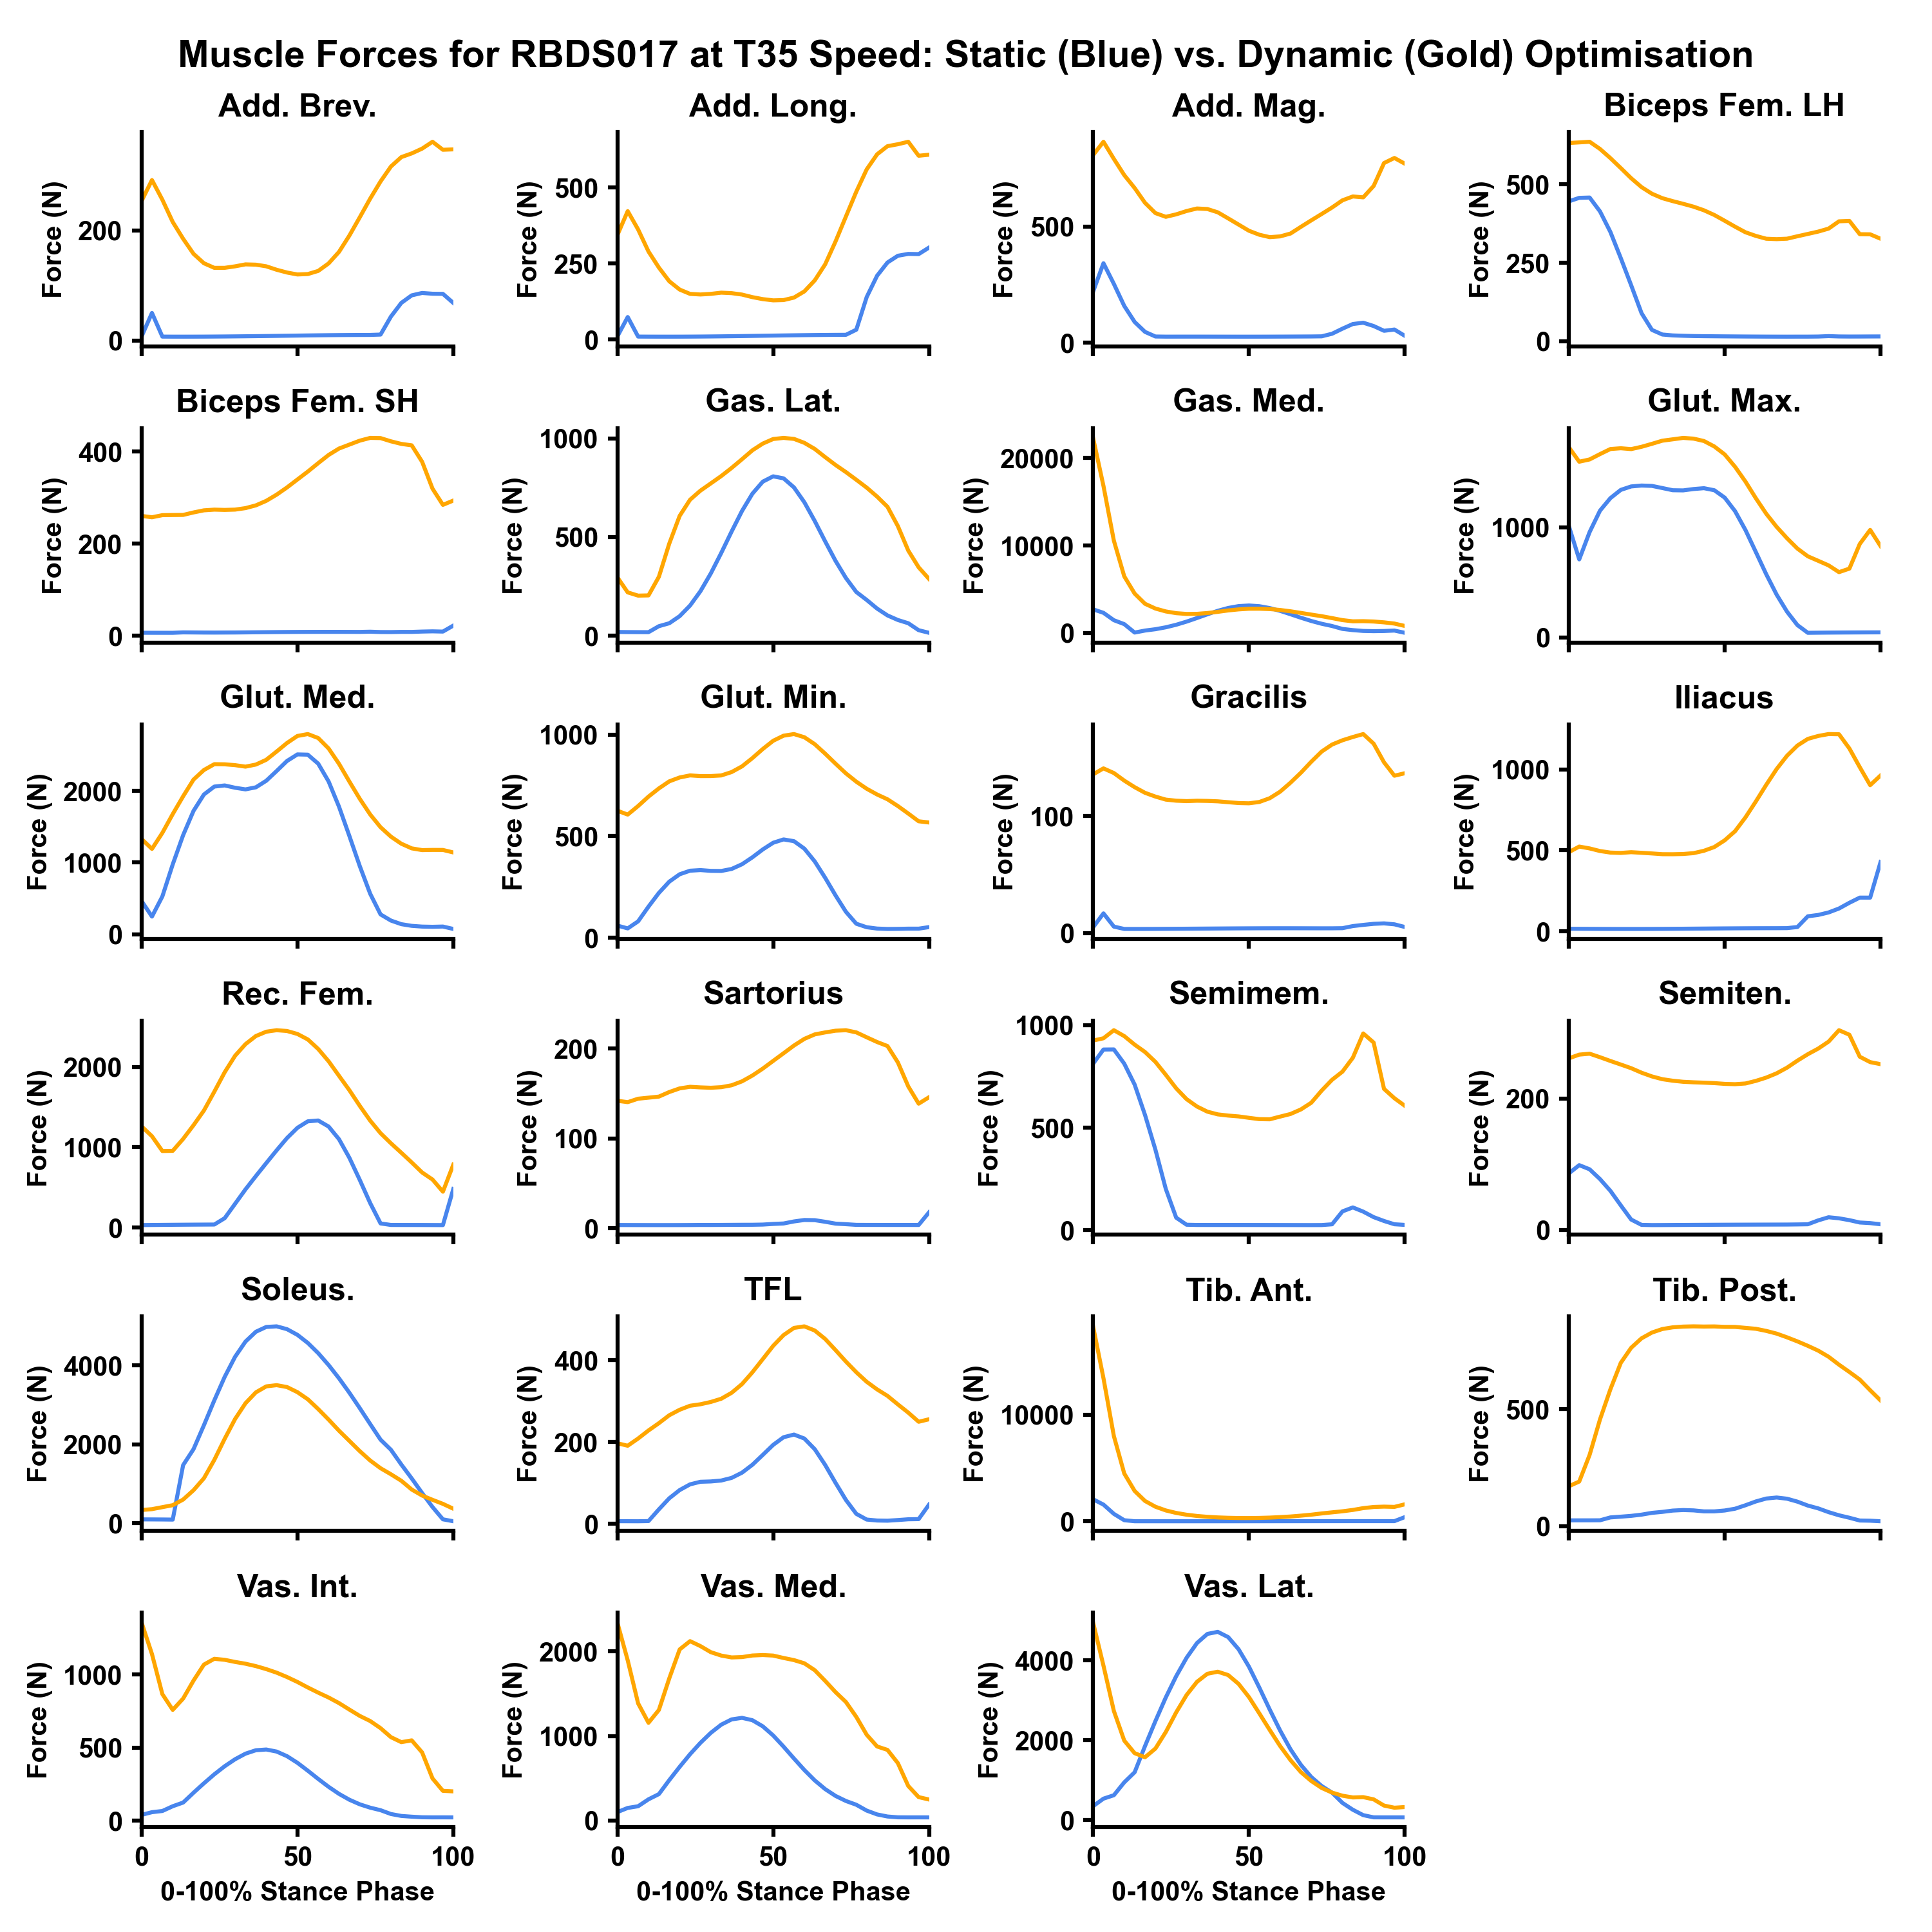 Muscle Forces for RBDS017 at T35 Speed: Static (Blue) vs. Dynamic (Gold) Optimisation
Add. Brev.
Force (N)
200
0
Add. Long.
Force (N)
500
250
0
Add. Mag.
Force (N)
500
0
Biceps Fem. LH
Force (N)
500
250
0
Biceps Fem. SH
Force (N)
400
200
0
Gas. Lat.
Force (N)
1000
500
0
Gas. Med.
Force (N)
20000
10000
0
Glut. Max.
Force (N)
1000
0
Glut. Med.
Force (N)
2000
1000
0
Glut. Min.
Force (N)
1000
500
0
Gracilis
Force (N)
100
0
Iliacus
Force (N)
1000
500
0
Rec. Fem.
Force (N)
2000
1000
0
Sartorius
Force (N)
200
100
0
Semimem.
Force (N)
1000
500
0
Semiten.
Force (N)
200
0
Soleus.
Force (N)
4000
2000
0
TFL
Force (N)
400
200
0
Tib. Ant.
Force (N)
10000
0
Tib. Post.
Force (N)
500
0
Vas. Int.
Force (N)
1000
500
0
0 50 100
0-100% Stance Phase
Vas. Med.
Force (N)
2000
1000
0
0 50 100
0-100% Stance Phase
Vas. Lat.
Force (N)
4000
2000
0
0 50 100
0-100% Stance Phase